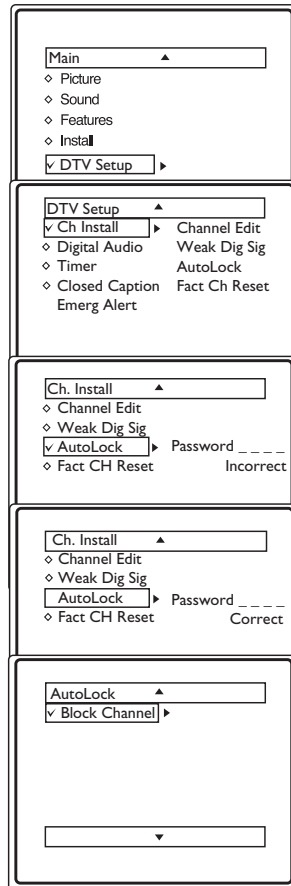 Main
Picture
Sound
Features
Install
DTV Setup
DTV Setup
Ch Install Channel Edit
Digital Audio Weak Dig Sig
Timer AutoLock
Closed Caption Fact Ch Reset
Emerg Alert
Ch. Install
Channel Edit
Weak Dig Sig
AutoLock Password _ _ _ _
Fact CH Reset Incorrect
Ch. Install
Channel Edit
Weak Dig Sig
AutoLock Password _ _ _ _
Fact CH Reset Correct
AutoLock
Block Channel